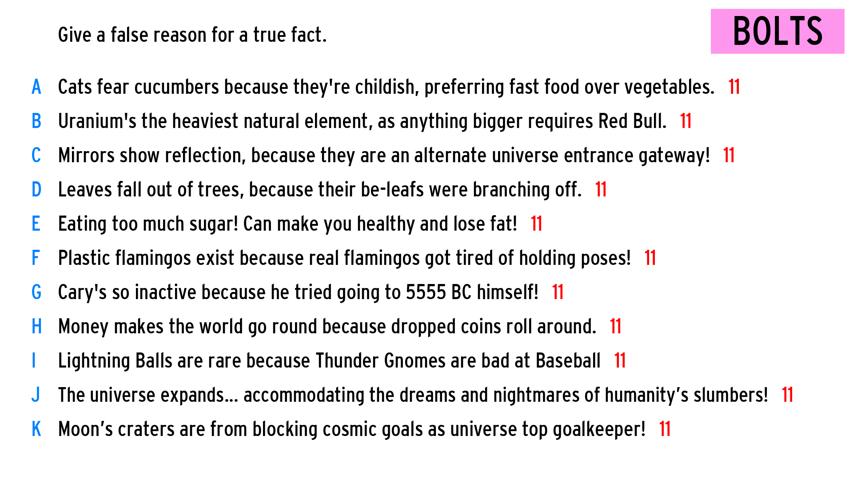 Give a false reason for a true fact.
BOLTS
A Cats fear cucumbers because they're childish, preferring fast food over vegetables. 11
B Uranium's the heaviest natural element, as anything bigger requires Red Bull. 11
C Mirrors show reflection, because they are an alternate universe entrance gateway! 11
D Leaves fall out of trees, because their be-leafs were branching off. 11
E Eating too much sugar! Can make you healthy and lose fat! 11
F Plastic flamingos exist because real flamingos got tired of holding poses! 11
G Cary's so inactive because he tried going to 5555 BC himself! 11
H Money makes the world go round because dropped coins roll around. 11
I Lightning Balls are rare because Thunder Gnomes are bad at Baseball 11
J The universe expands... accommodating the dreams and nightmares of humanity’s slumbers! 11
K Moon’s craters are from blocking cosmic goals as universe top goalkeeper! 11